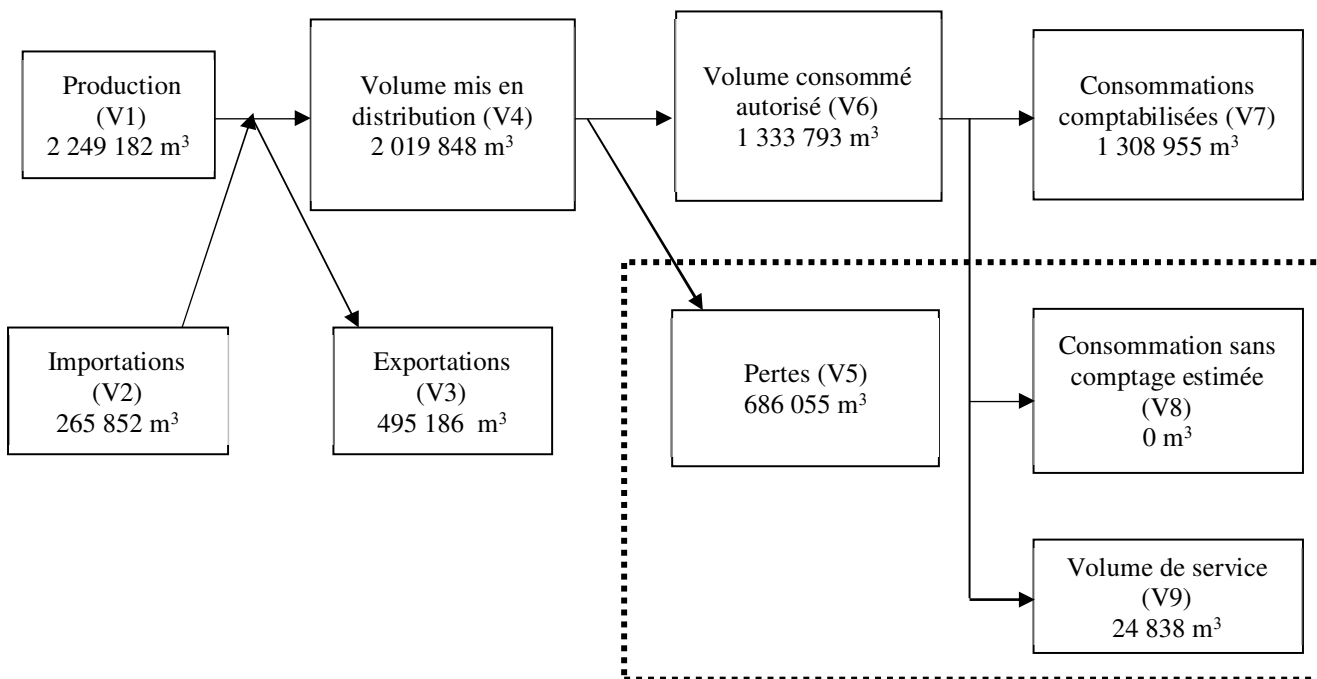 Production
(V1)
2 249 182 m³
Volume mis en
distribution (V4)
2 019 848 m³
Volume consommé
autorisé (V6)
1 333 793 m³
Consommations
comptabilisées (V7)
1 308 955 m³
Importations
(V2)
265 852 m³
Exportations
(V3)
495 186 m³
Pertes (V5)
686 055 m³
Consommation sans
comptage estimée
(V8)
0 m³
Volume de service
(V9)
24 838 m³